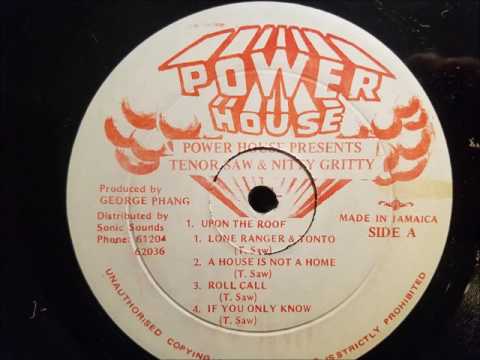 POWER
HOUSE
POWER HOUSE PRESENTS
TENOR SAW & NITTY GRITTY
Produced by
GEORGE PHANG
Distributed by
Sonic Sounds
Phone: 61204
62036
MADE IN JAMAICA
SIDE A
1. UPON THE ROOF
1. LONE RANGER & TONTO
(T. Saw)
2. A HOUSE IS NOT A HOME
(T. Saw)
3. ROLL CALL
(T. Saw)
4. IF YOU ONLY KNOW
(T. Saw)
UNAUTHORISED COPYING IS STRICTLY PROHIBITED